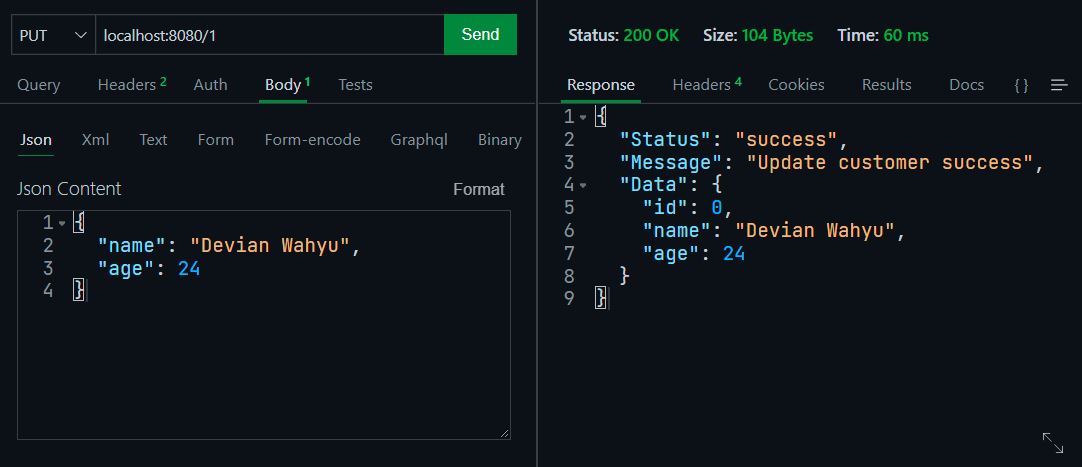 PUT localhost:8080/1 Send
Query Headers 2 Auth Body 1 Tests
Json Xml Text Form Form-encode Graphql Binary
Json Content Format
1 {
2 "name": "Devian Wahyu",
3 "age": 24
4 }
Status: 200 OK Size: 104 Bytes Time: 60 ms
Response Headers 4 Cookies Results Docs { }
1 {
2 "Status": "success",
3 "Message": "Update customer success",
4 "Data": {
5 "id": 0,
6 "name": "Devian Wahyu",
7 "age": 24
8 }
9 }